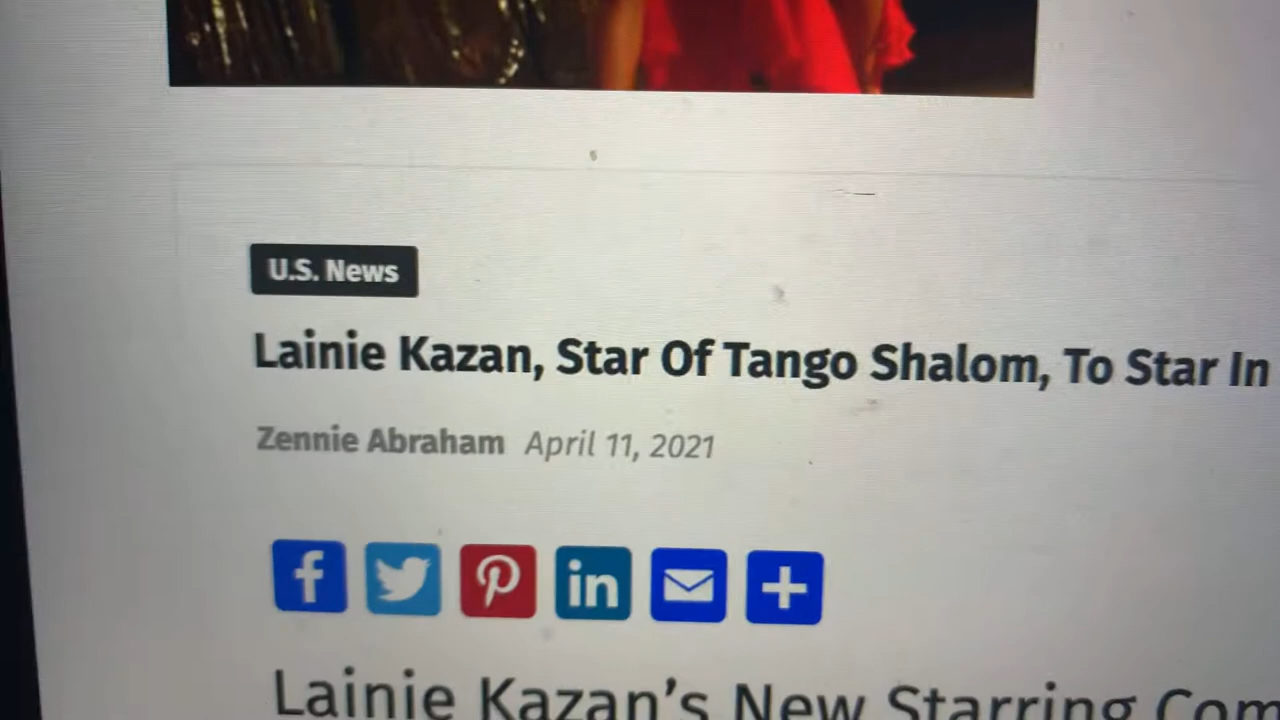 U.S. News
Lainie Kazan, Star Of Tango Shalom, To Star In
Zennie Abraham April 11, 2021
Lainie Kazan's New Starring Com